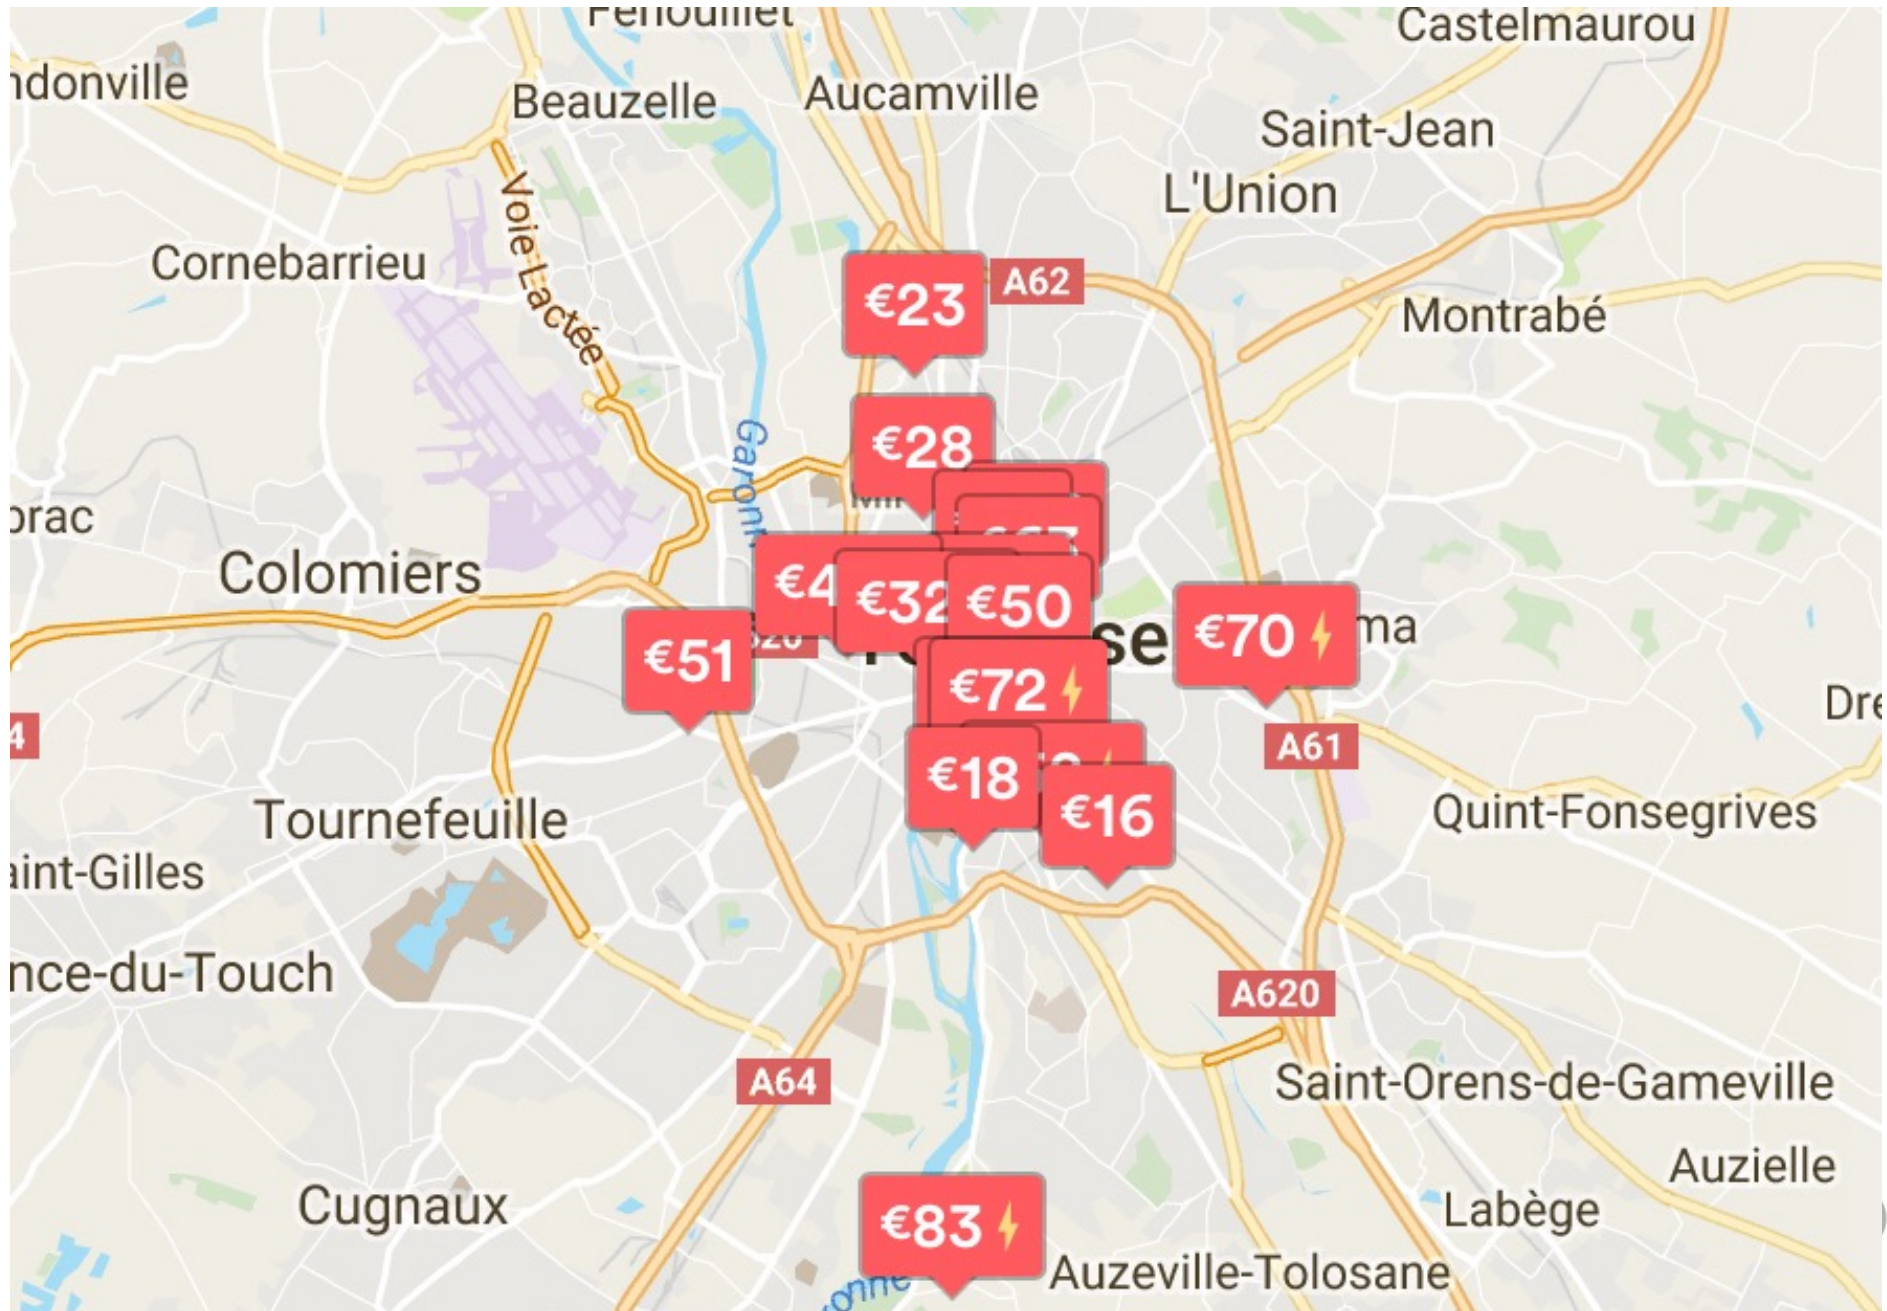 Castelmaurou
Beauzelle
Aucamville
Saint-Jean
L'Union
Voie Lactée
Cornebarrieu
€23
A62
Montrabé
€28
Colomiers
€32
€50
€70
€51
€72
A61
€18
€16
Tournefeuille
Quint-Fonsegrives
A620
A64
Saint-Orens-de-Gameville
Auzielle
Cugnaux
Labège
€83
Auzeville-Tolosane